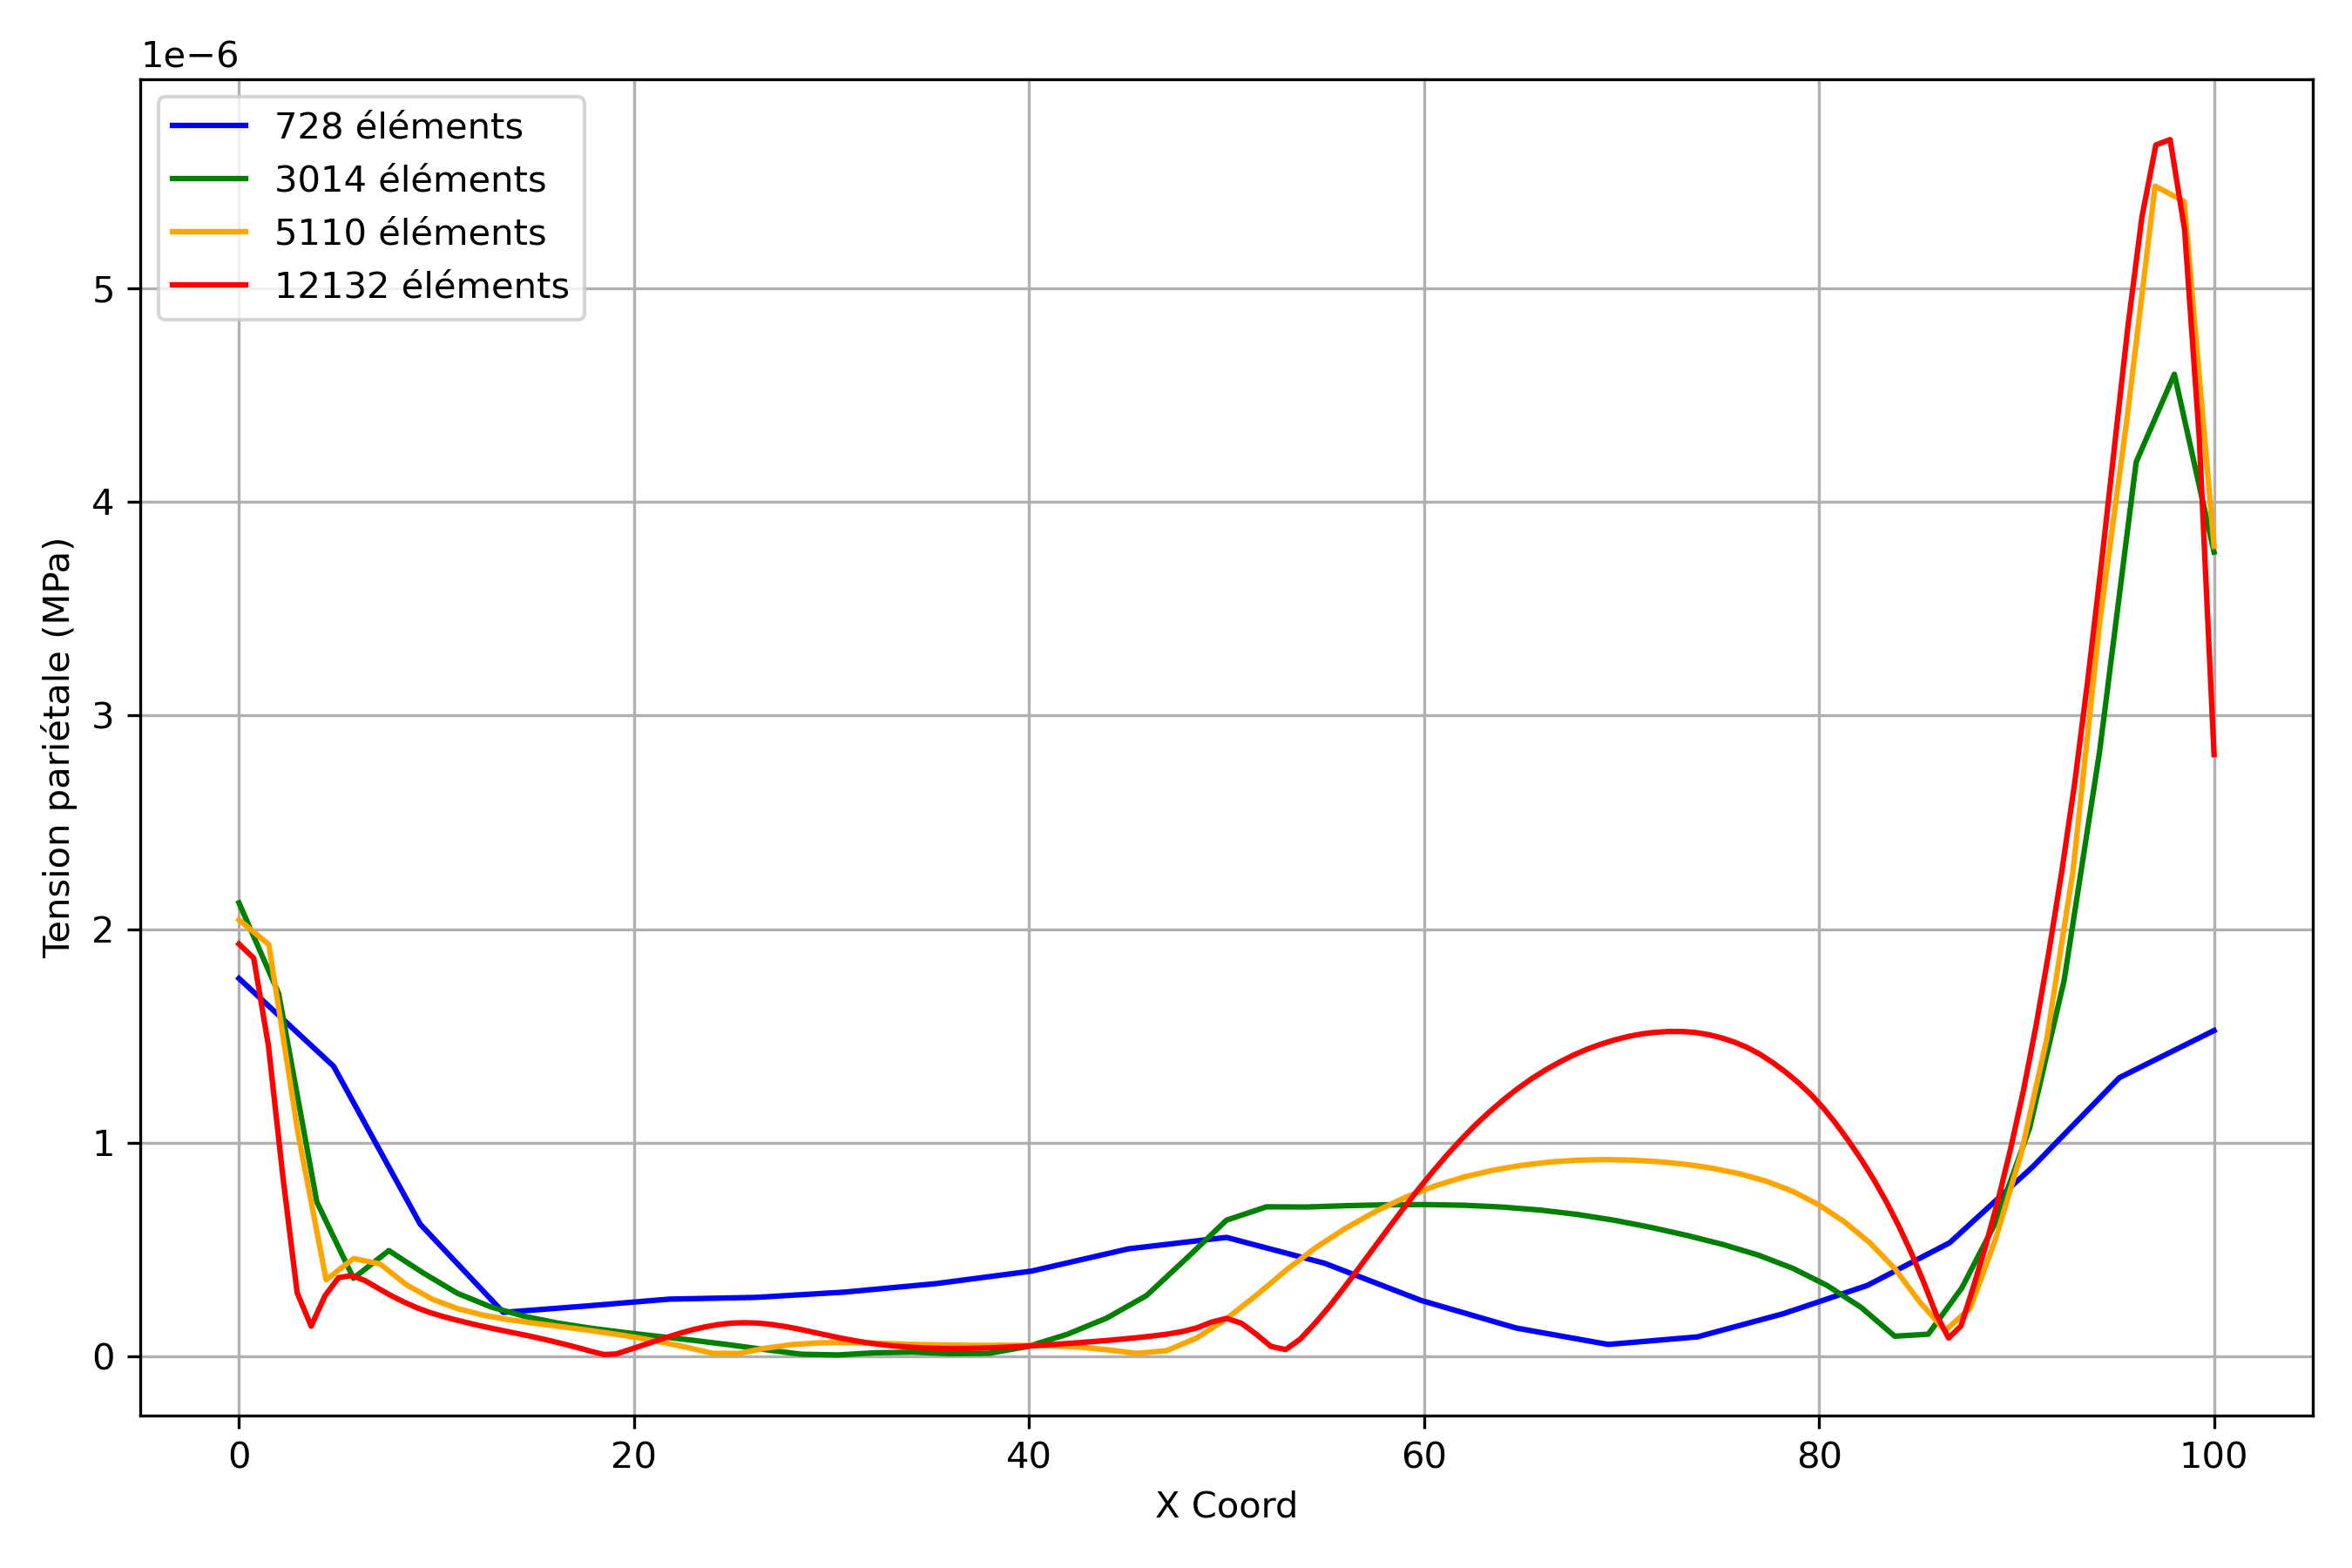 1e−6
728 éléments
3014 éléments
5110 éléments
12132 éléments
Tension pariétale (MPa)
5
4
3
2
1
0
0 20 40 60 80 100
X Coord